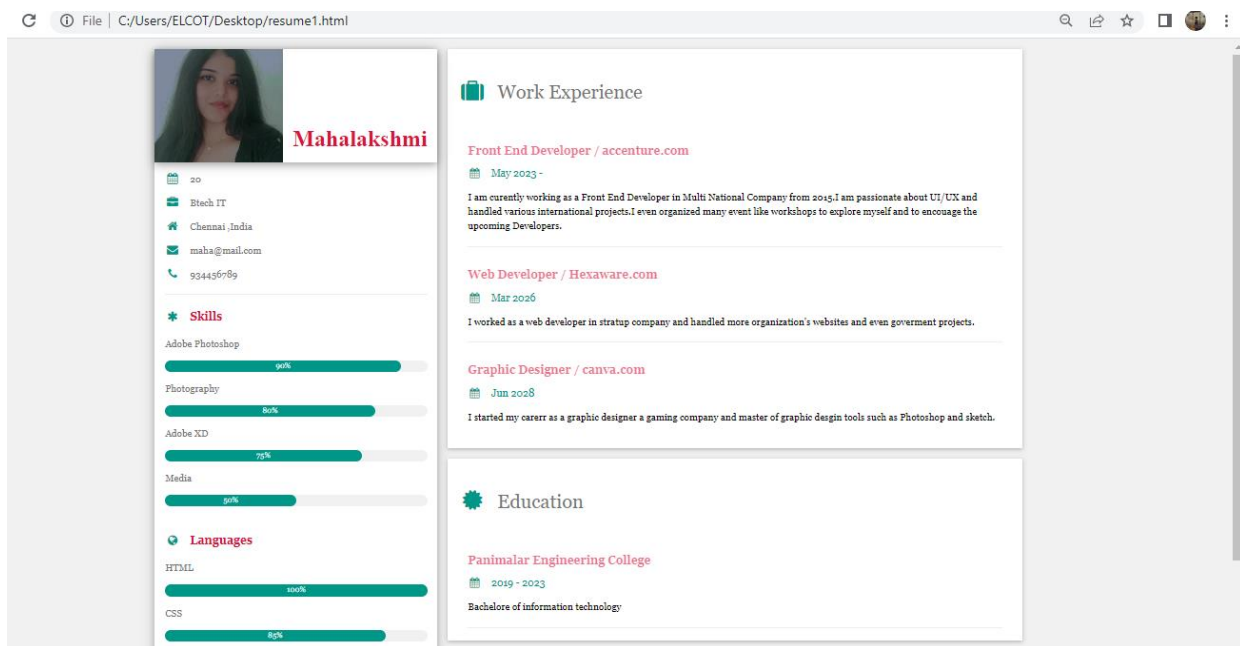 File | C:/Users/ELCOT/Desktop/resume1.html
Mahalakshmi
20
Btech IT
Chennai ,India
maha@mail.com
934456789
Skills
Adobe Photoshop
90%
Photography
80%
Adobe XD
75%
Media
50%
Languages
HTML
100%
CSS
85%
Work Experience
Front End Developer / accenture.com
May 2023 -
I am curently working as a Front End Developer in Multi National Company from 2015.I am passionate about UI/UX and
handled various international projects.I even organized many event like workshops to explore myself and to encouage the
upcoming Developers.
Web Developer / Hexaware.com
Mar 2026
I worked as a web developer in stratup company and handled more organization's websites and even goverment projects.
Graphic Designer / canva.com
Jun 2028
I started my carerr as a graphic designer a gaming company and master of graphic desgin tools such as Photoshop and sketch.
Education
Panimalar Engineering College
2019 - 2023
Bachelore of information technology